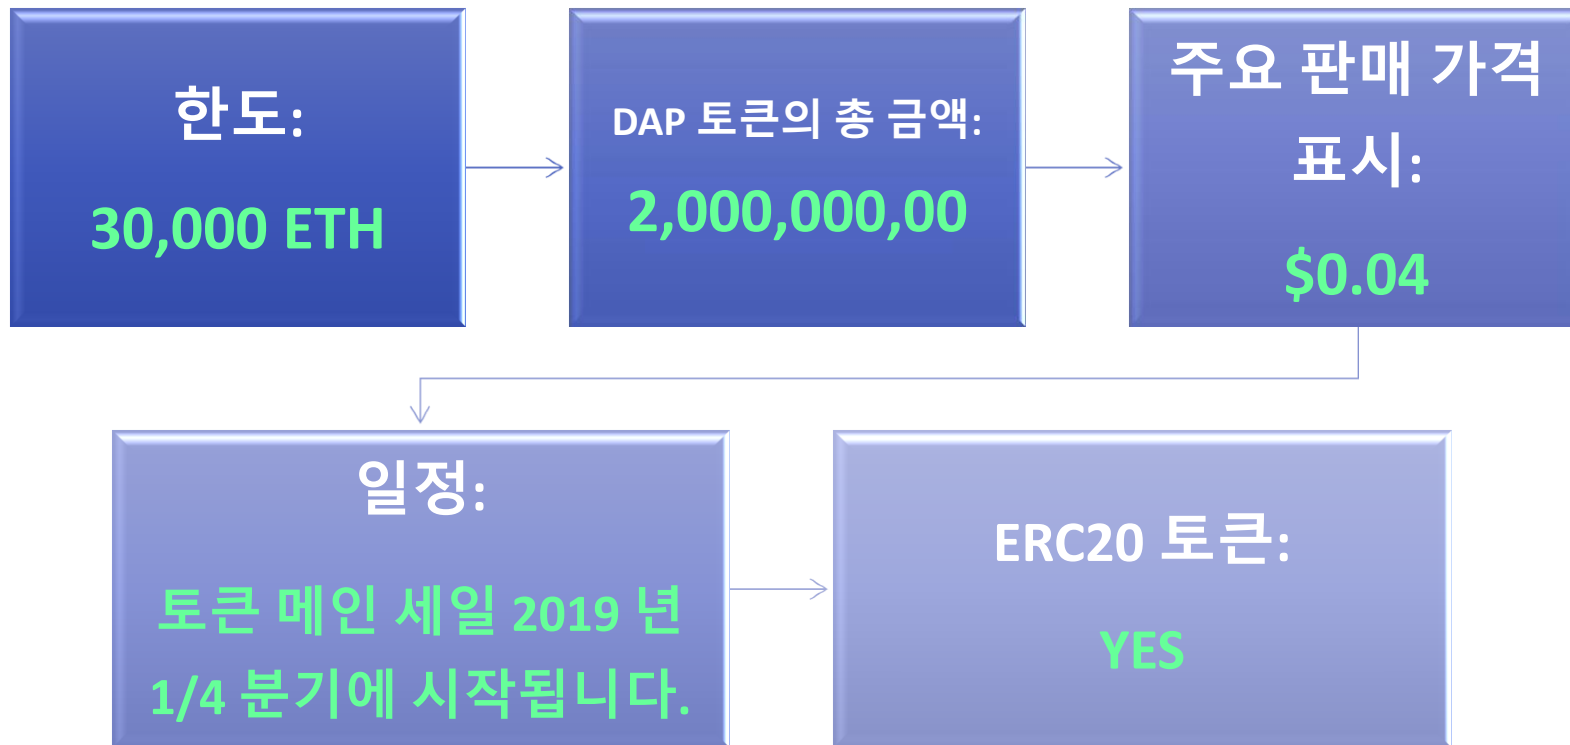 한도:
30,000 ETH
DAP 토큰의 총 금액:
2,000,000,00
주요 판매 가격
표시:
$0.04
일정:
토큰 메인 세일 2019 년
1/4 분기에 시작됩니다.
ERC20 토큰:
YES